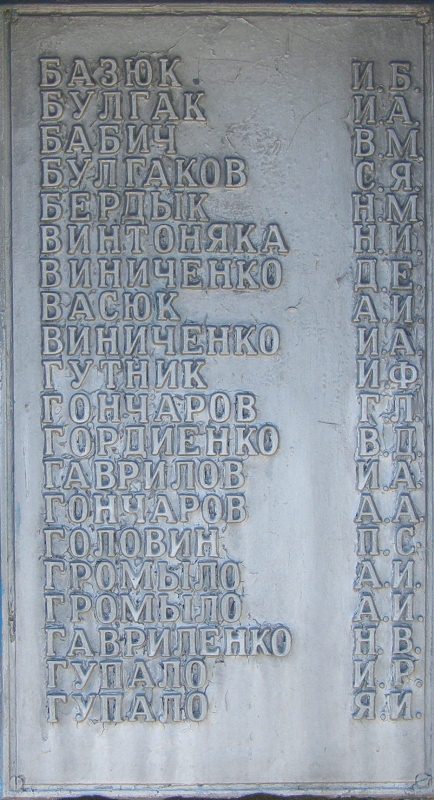 БАЗЮК И.Б.
БУЛГАК И.А.
БАБИЧ В.М.
БУЛГАКОВ С.Я.
БЕРДЫК Н.М.
ВИНТОНЯКА Н.И.
ВИНИЧЕНКО Д.Е.
ВАСЮК А.И.
ВИНИЧЕНКО И.А.
ГУТНИК И.Ф.
ГОНЧАРОВ Г.Л.
ГОРДИЕНКО В.Д.
ГАВРИЛОВ И.А.
ГОНЧАРОВ А.А.
ГОЛОВИН П.С.
ГРОМЫЛО А.И.
ГРОМЫЛО А.И.
ГАВРИЛЕНКО Н.В.
ГУПАЛО И.Р.
ГУПАЛО Я.И.